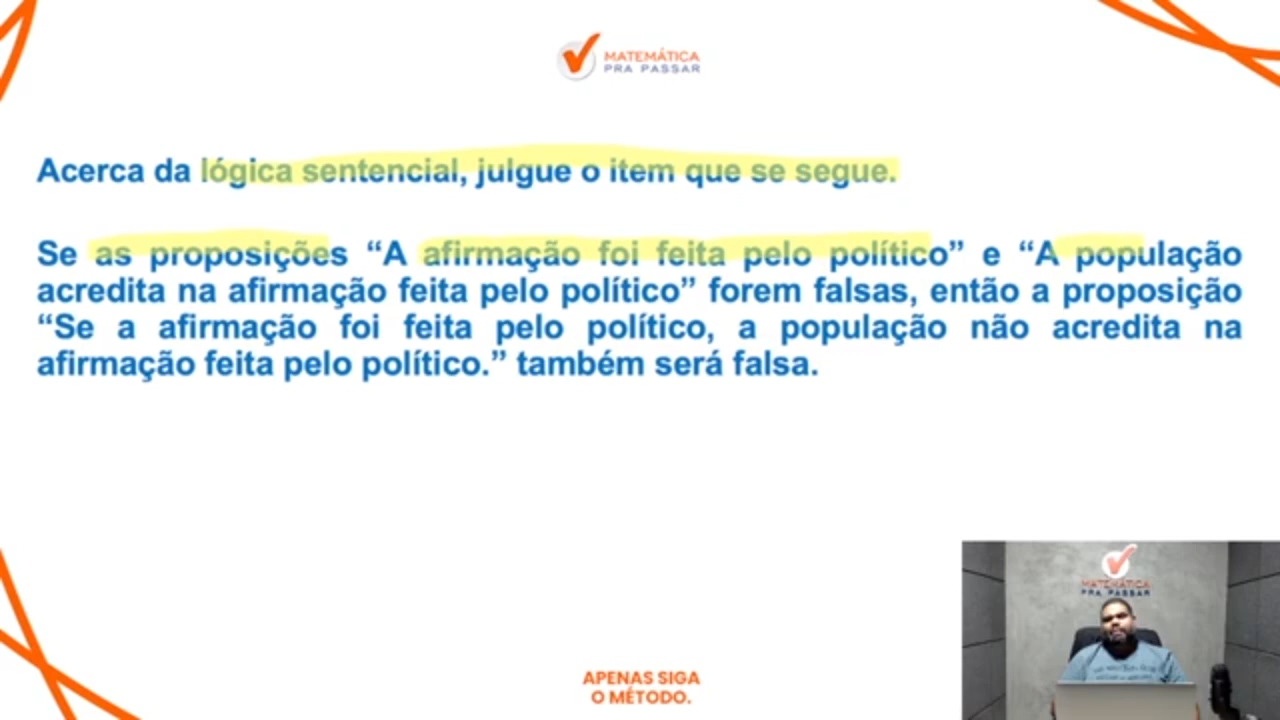 MATEMÁTICA
PRA PASSAR
Acerca da lógica sentencial, julgue o item que se segue.
Se as proposições “A afirmação foi feita pelo político” e “A população
acredita na afirmação feita pelo político” forem falsas, então a proposição
“Se a afirmação foi feita pelo político, a população não acredita na
afirmação feita pelo político.” também será falsa.
MATEMÁTICA
PRA PASSAR
APENAS SIGA
O MÉTODO.